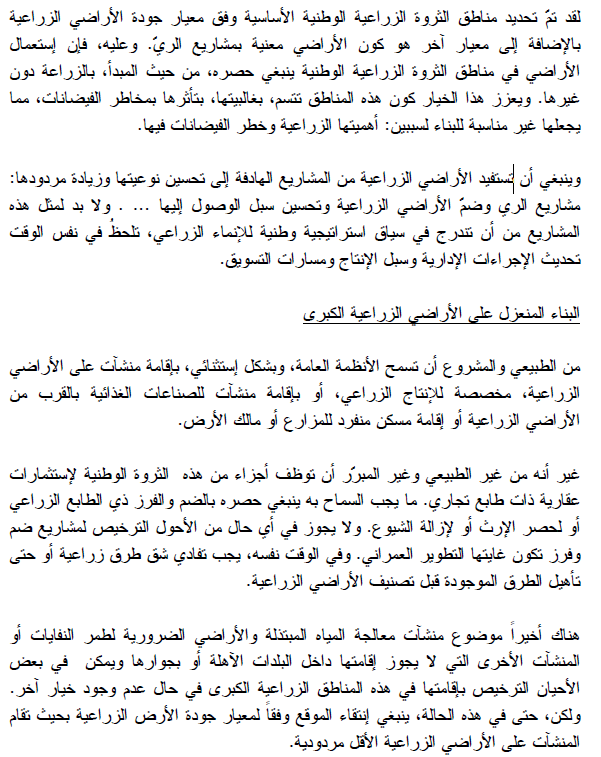 لقد تمّ تحديد مناطق الثروة الزراعية الوطنية الأساسية وفق معيار جودة الأراضي الزراعية
بالإضافة إلى معيار آخر هو كون الأراضي معنية بمشاريع الريّ. وعليه، فإن إستعمال
الأراضي في مناطق الثروة الزراعية الوطنية ينبغي حصره، من حيث المبدأ، بالزراعة دون
غيرها. ويعزز هذا الخيار كون هذه المناطق تتسم، بغالبيتها، بتأثرها بمخاطر الفيضانات، مما
يجعلها غير مناسبة للبناء لسببين: أهميتها الزراعية وخطر الفيضانات فيها.
وينبغي أن تستفيد الأراضي الزراعية من المشاريع الهادفة إلى تحسين نوعيتها وزيادة مردودها:
مشاريع الري وضمّ الأراضي الزراعية وتحسين سبل الوصول إليها ... . ولا بد لمثل هذه
المشاريع من أن تندرج في سياق استراتيجية وطنية للإنماء الزراعي، تلحظُ في نفس الوقت
تحديث الإجراءات الإدارية وسبل الإنتاج ومسارات التسويق.
البناء المنعزل على الأراضي الزراعية الكبرى
من الطبيعي والمشروع أن تسمح الأنظمة العامة، وبشكل إستثنائي، بإقامة منشآت على الأراضي
الزراعية، مخصصة للإنتاج الزراعي، أو بإقامة منشآت للصناعات الغذائية بالقرب من
الأراضي الزراعية أو إقامة مسكن منفرد للمزارع أو مالك الأرض.
غير أنه من غير الطبيعي وغير المبرّر أن توظف أجزاء من هذه الثروة الوطنية لإستثمارات
عقارية ذات طابع تجاري. ما يجب السماح به ينبغي حصره بالضم والفرز ذي الطابع الزراعي
أو لحصر الإرث أو لإزالة الشيوع. ولا يجوز في أي حال من الأحول الترخيص لمشاريع ضم
وفرز تكون غايتها التطوير العمراني. وفي الوقت نفسه، يجب تفادي شق طرق زراعية أو حتى
تأهيل الطرق الموجودة قبل تصنيف الأراضي الزراعية.
هناك أخيراً موضوع منشآت معالجة المياه المبتذلة والأراضي الضرورية لطمر النفايات أو
المنشآت الأخرى التي لا يجوز إقامتها داخل البلدات الآهلة أو بجوارها ويمكن في بعض
الأحيان الترخيص بإقامتها في هذه المناطق الزراعية الكبرى في حال عدم وجود خيار آخر.
ولكن، حتى في هذه الحالة، ينبغي إنتقاء الموقع وفقاً لمعيار جودة الأرض الزراعية بحيث تقام
المنشآت على الأراضي الزراعية الأقل مردودية.